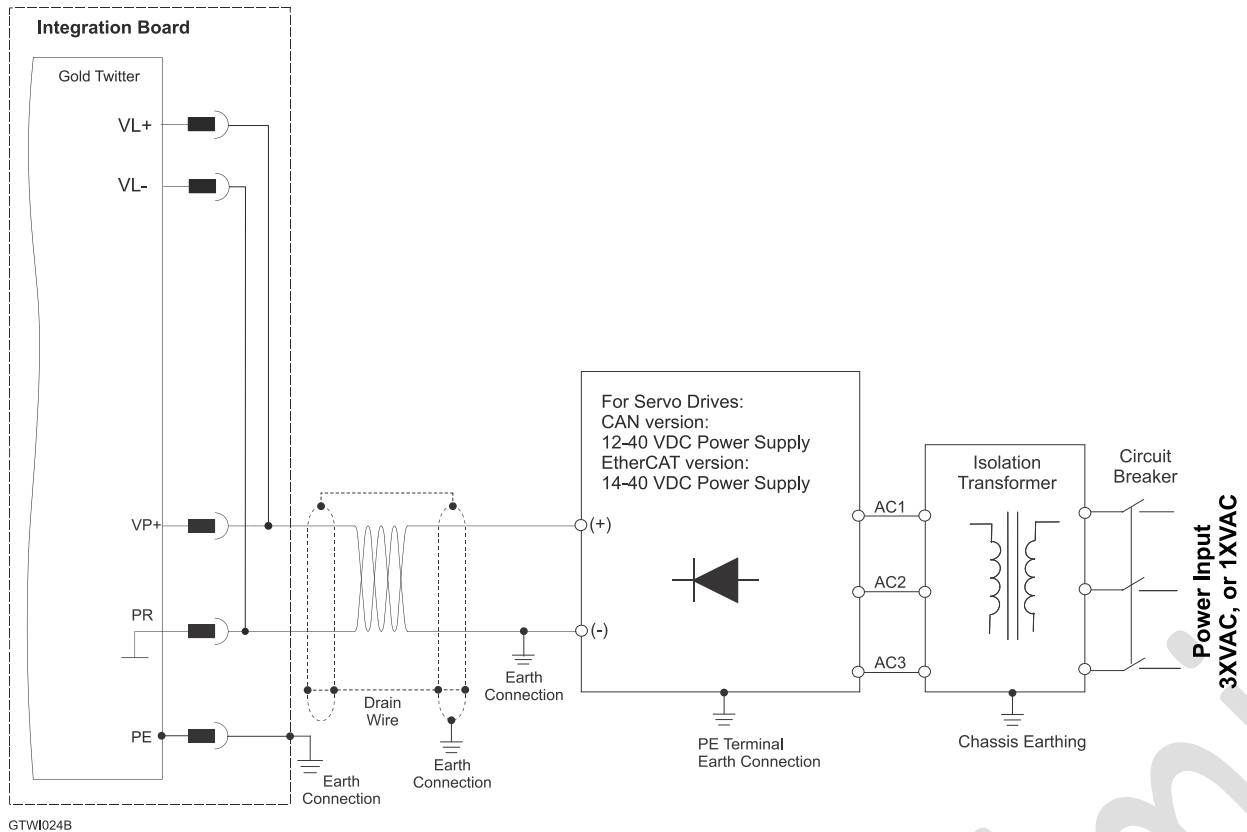 Integration Board
Gold Twitter
VL+
VL-
VP+
PR
PE
Earth
Connection
Drain
Wire
Earth
Connection
Earth
Connection
(+)
(-)
For Servo Drives:
CAN version:
12-40 VDC Power Supply
EtherCAT version:
14-40 VDC Power Supply
PE Terminal
Earth Connection
AC1
AC2
AC3
Isolation
Transformer
Chassis Earthing
Circuit
Breaker
Power Input
3XVAC, or 1XVAC
GTWI024B